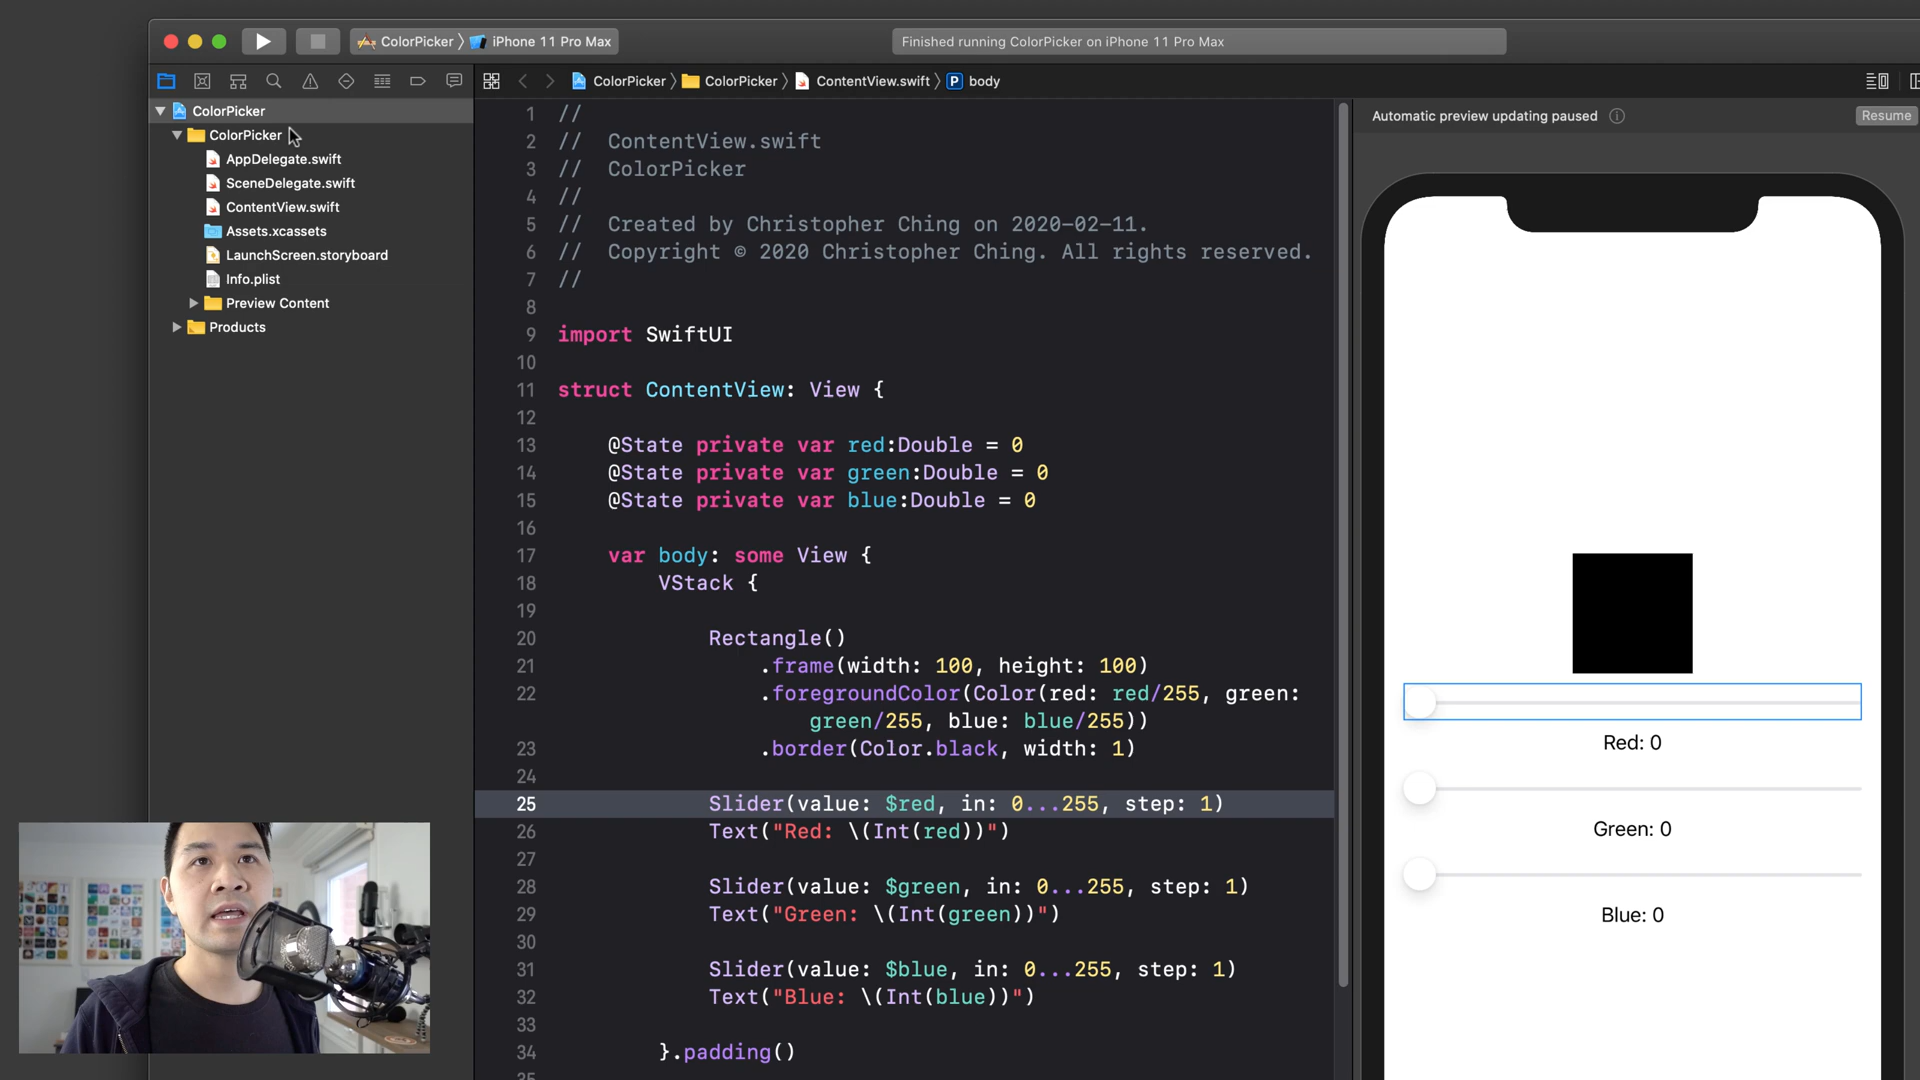 ColorPicker
iPhone 11 Pro Max
Finished running ColorPicker on iPhone 11 Pro Max
ColorPicker
ColorPicker
ContentView.swift
P body
ColorPicker
ColorPicker
AppDelegate.swift
SceneDelegate.swift
ContentView.swift
Assets.xcassets
LaunchScreen.storyboard
Info.plist
Preview Content
Products
1 //
2 //  ContentView.swift
3 //  ColorPicker
4 //
5 //  Created by Christopher Ching on 2020-02-11.
6 //  Copyright © 2020 Christopher Ching. All rights reserved.
7 //
8
9 import SwiftUI
10
11 struct ContentView: View {
12
13     @State private var red:Double = 0
14     @State private var green:Double = 0
15     @State private var blue:Double = 0
16
17     var body: some View {
18         VStack {
19
20             Rectangle()
21                 .frame(width: 100, height: 100)
22                 .foregroundColor(Color(red: red/255, green:
green/255, blue: blue/255))
23                 .border(Color.black, width: 1)
24
25             Slider(value: $red, in: 0...255, step: 1)
26             Text("Red: \(Int(red))")
27
28             Slider(value: $green, in: 0...255, step: 1)
29             Text("Green: \(Int(green))")
30
31             Slider(value: $blue, in: 0...255, step: 1)
32             Text("Blue: \(Int(blue))")
33
34         }.padding()
35
Automatic preview updating paused
Resume
Red: 0
Green: 0
Blue: 0